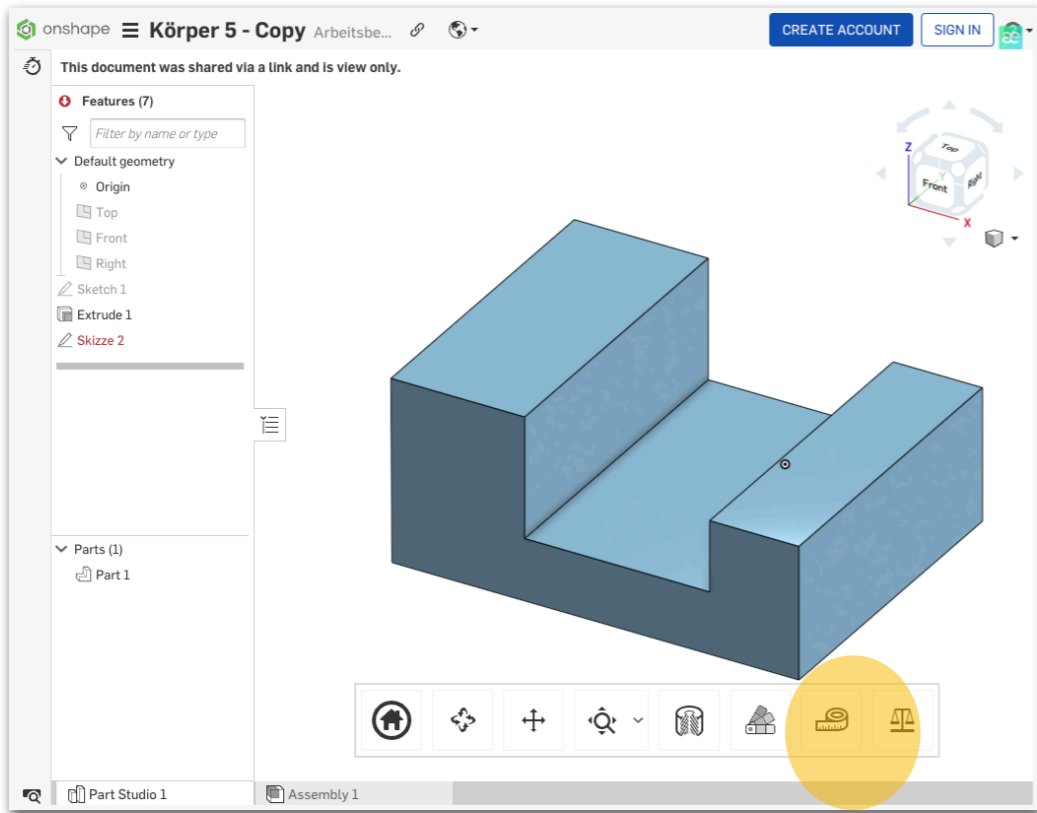 onshape Körper 5 - Copy Arbeitsbe... CREATE ACCOUNT SIGN IN æ
This document was shared via a link and is view only.
Features (7)
Filter by name or type
Default geometry
Origin
Top
Front
Right
Sketch 1
Extrude 1
Skizze 2
Parts (1)
Part 1
Z
Top
Y
Front
Right
X
Part Studio 1
Assembly 1